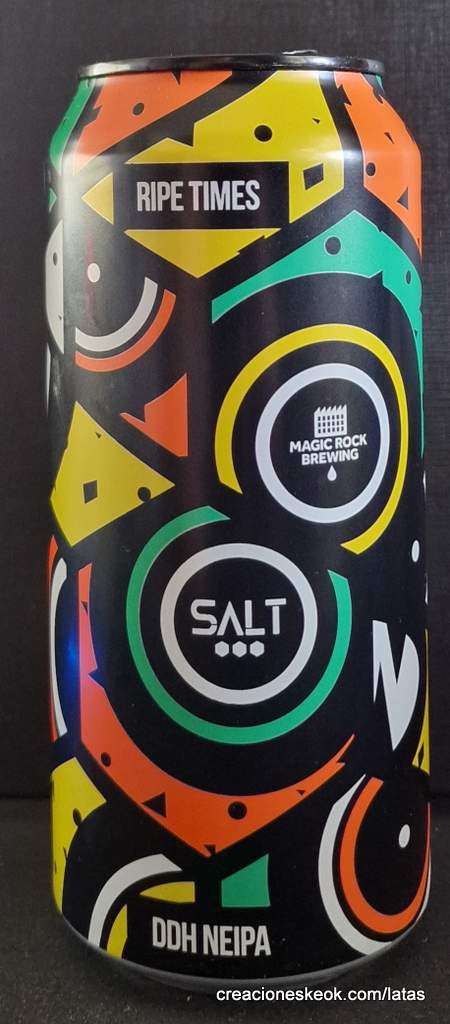 RIPE TIMES
MAGIC ROCK
BREWING
SALT
DDH NEIPA
creacioneskeok.com/latas